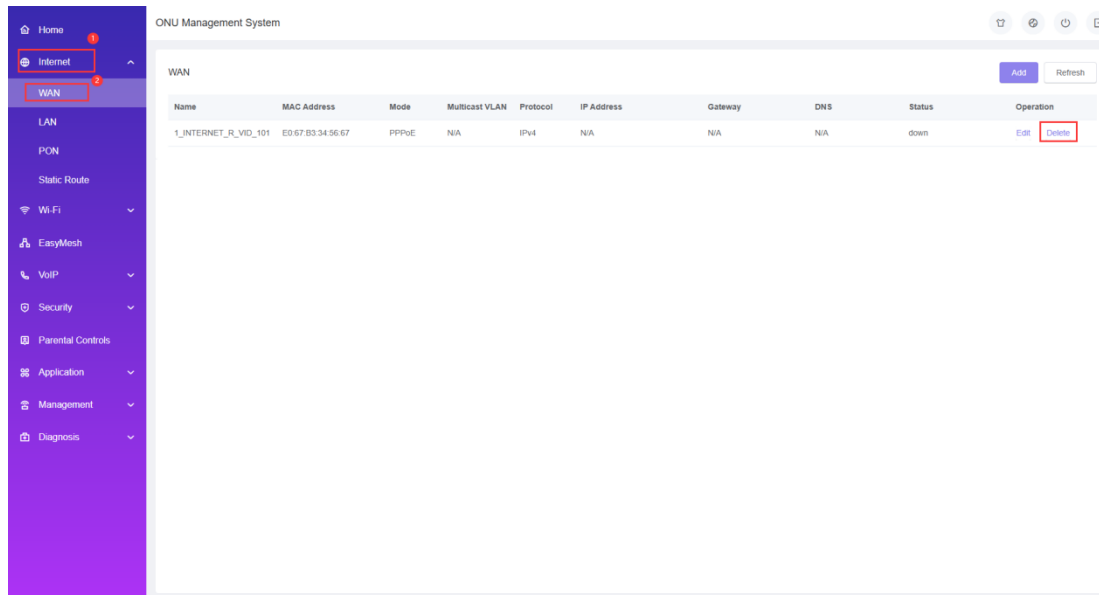 ONU Management System
Home
1
Internet
2
WAN
LAN
PON
Static Route
Wi-Fi
EasyMesh
VoIP
Security
Parental Controls
Application
Management
Diagnosis
WAN
Add Refresh
Name MAC Address Mode Multicast VLAN Protocol IP Address Gateway DNS Status Operation
1_INTERNET_R_VID_101 E0:67:B3:34:56:67 PPPoE N/A IPv4 N/A N/A N/A down Edit Delete